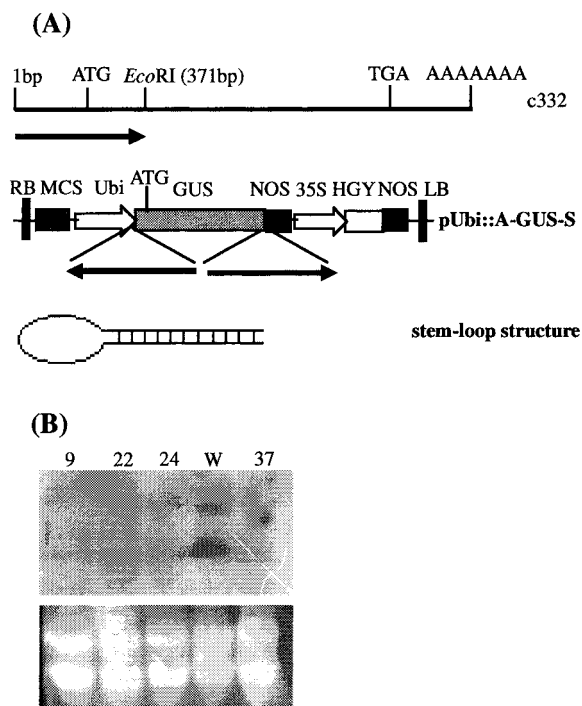 (A)
1bp ATG EcoRI (371bp) TGA AAAAAAA
c332
ATG
RB MCS Ubi GUS NOS 35S HGY NOS LB
pUbi::A-GUS-S
stem-loop structure
(B)
9 22 24 W 37